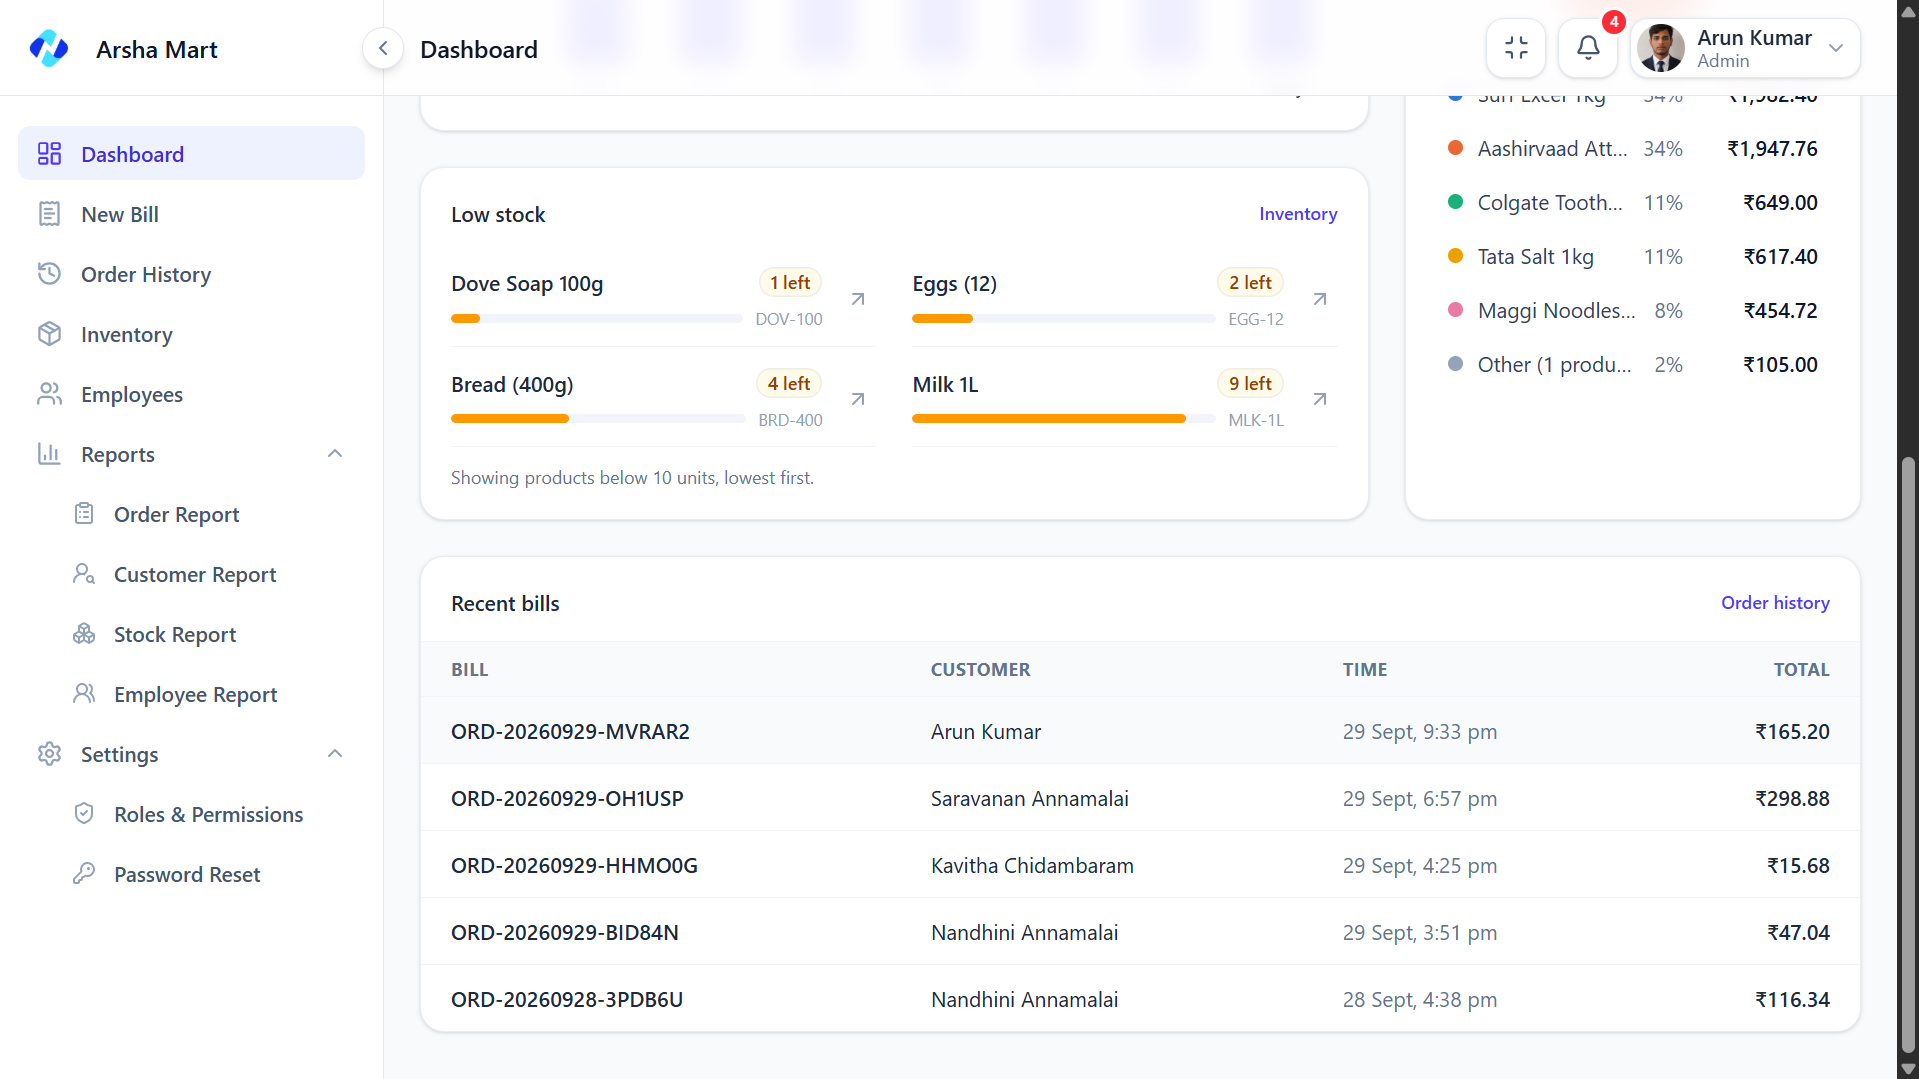 Arsha Mart
Dashboard
4
Arun Kumar
Admin
Dashboard
New Bill
Order History
Inventory
Employees
Reports
Order Report
Customer Report
Stock Report
Employee Report
Settings
Roles & Permissions
Password Reset
Low stock
Inventory
Dove Soap 100g
1 left
DOV-100
Eggs (12)
2 left
EGG-12
Bread (400g)
4 left
BRD-400
Milk 1L
9 left
MLK-1L
Showing products below 10 units, lowest first.
Surf Excel 1kg 34% ₹1,982.40
Aashirvaad Att... 34% ₹1,947.76
Colgate Tooth... 11% ₹649.00
Tata Salt 1kg 11% ₹617.40
Maggi Noodles... 8% ₹454.72
Other (1 produ... 2% ₹105.00
Recent bills
Order history
BILL CUSTOMER TIME TOTAL
ORD-20260929-MVRAR2 Arun Kumar 29 Sept, 9:33 pm ₹165.20
ORD-20260929-OH1USP Saravanan Annamalai 29 Sept, 6:57 pm ₹298.88
ORD-20260929-HHMO0G Kavitha Chidambaram 29 Sept, 4:25 pm ₹15.68
ORD-20260929-BID84N Nandhini Annamalai 29 Sept, 3:51 pm ₹47.04
ORD-20260928-3PDB6U Nandhini Annamalai 28 Sept, 4:38 pm ₹116.34